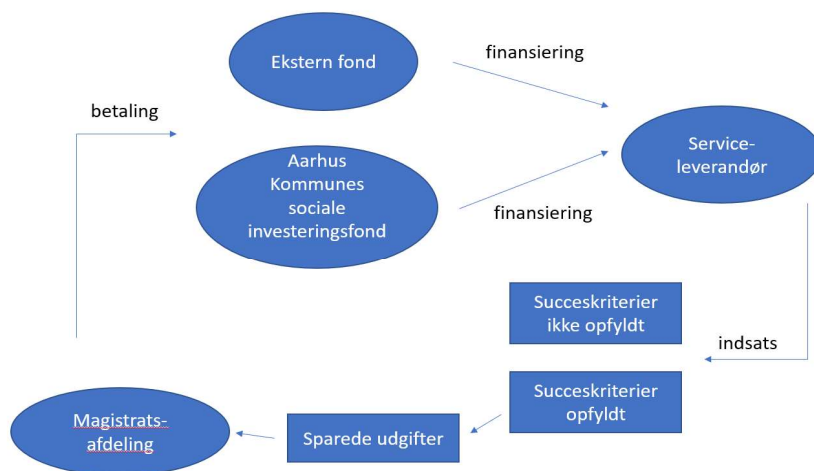 Ekstern fond
finansiering
betaling
Aarhus
Kommunes
sociale
investeringsfond
Service-
leverandør
finansiering
Succeskriterier
ikke opfyldt
indsats
Succeskriterier
opfyldt
Sparede udgifter
Magistrats-
afdeling